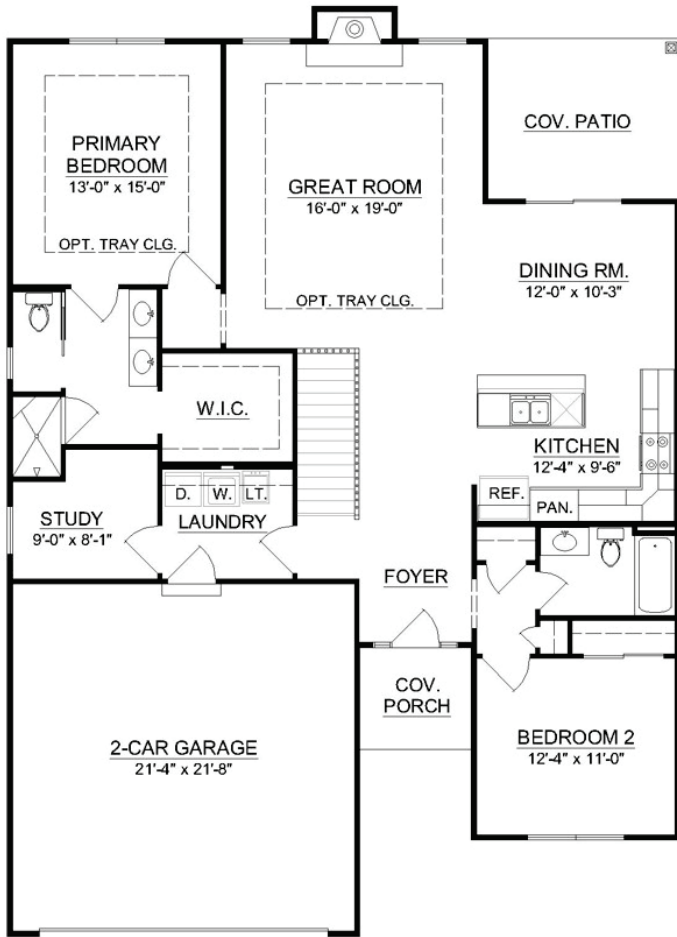 PRIMARY
BEDROOM
13'-0" x 15'-0"
OPT. TRAY CLG.
GREAT ROOM
16'-0" x 19'-0"
OPT. TRAY CLG.
COV. PATIO
DINING RM.
12'-0" x 10'-3"
W.I.C.
KITCHEN
12'-4" x 9'-6"
REF.
PAN.
D.
W.
LT.
LAUNDRY
STUDY
9'-0" x 8'-1"
FOYER
COV.
PORCH
BEDROOM 2
12'-4" x 11'-0"
2-CAR GARAGE
21'-4" x 21'-8"